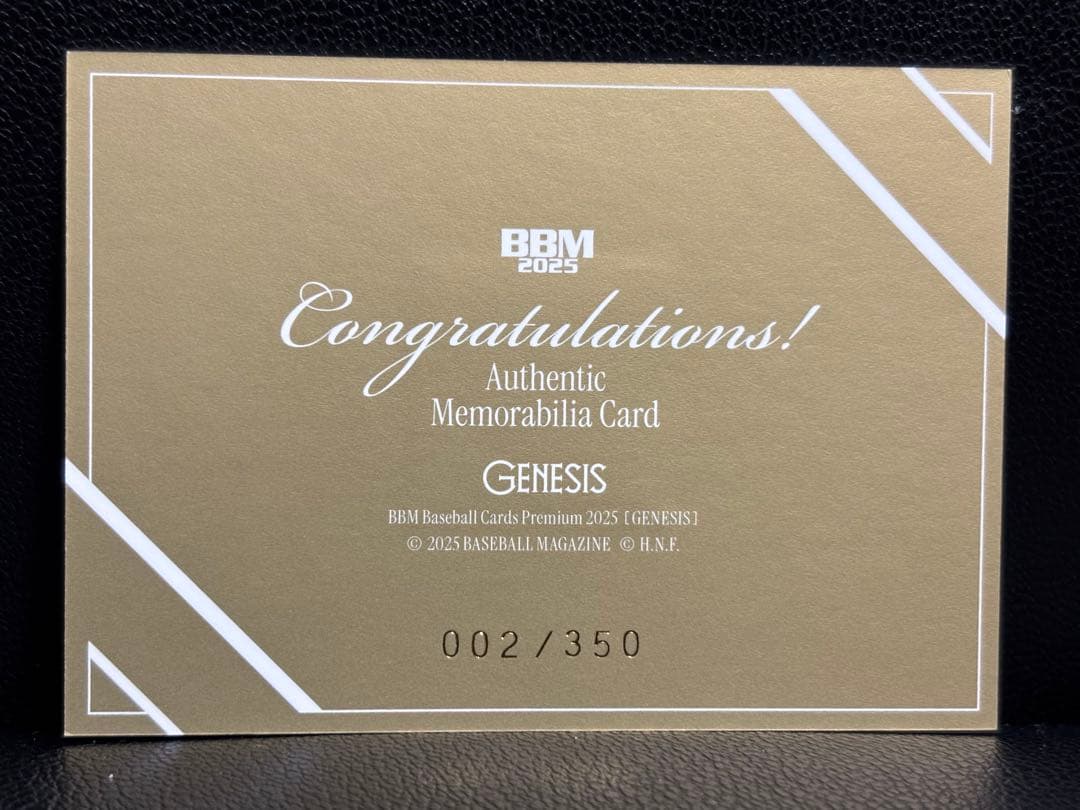 BBM
2025
Congratulations!
Authentic
Memorabilia Card
GENESIS
BBM Baseball Cards Premium 2025 [GENESIS]
© 2025 BASEBALL MAGAZINE © H.N.F.
002/350